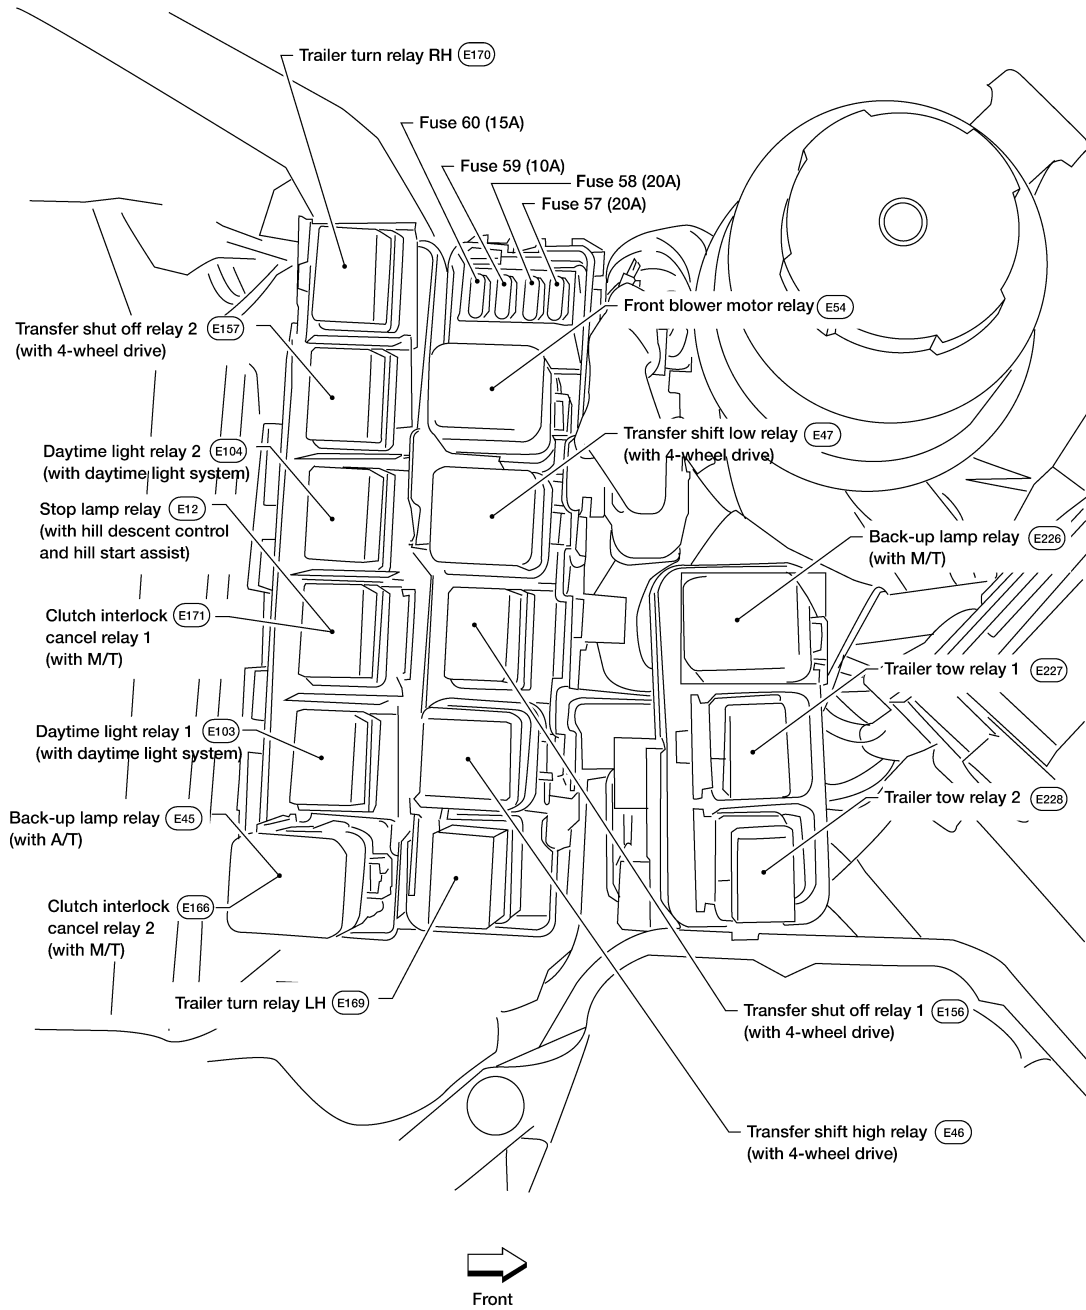 Trailer turn relay RH E170
Fuse 60 (15A)
Fuse 59 (10A)
Fuse 58 (20A)
Fuse 57 (20A)
Front blower motor relay E54
Transfer shut off relay 2 E157
(with 4-wheel drive)
Transfer shift low relay E47
(with 4-wheel drive)
Daytime light relay 2 E104
(with daytime light system)
Stop lamp relay E12
(with hill descent control
and hill start assist)
Back-up lamp relay E226
(with M/T)
Clutch interlock E171
cancel relay 1
(with M/T)
Trailer tow relay 1 E227
Daytime light relay 1 E103
(with daytime light system)
Trailer tow relay 2 E228
Back-up lamp relay E45
(with A/T)
Clutch interlock E166
cancel relay 2
(with M/T)
Trailer turn relay LH E169
Transfer shut off relay 1 E156
(with 4-wheel drive)
Transfer shift high relay E46
(with 4-wheel drive)
Front